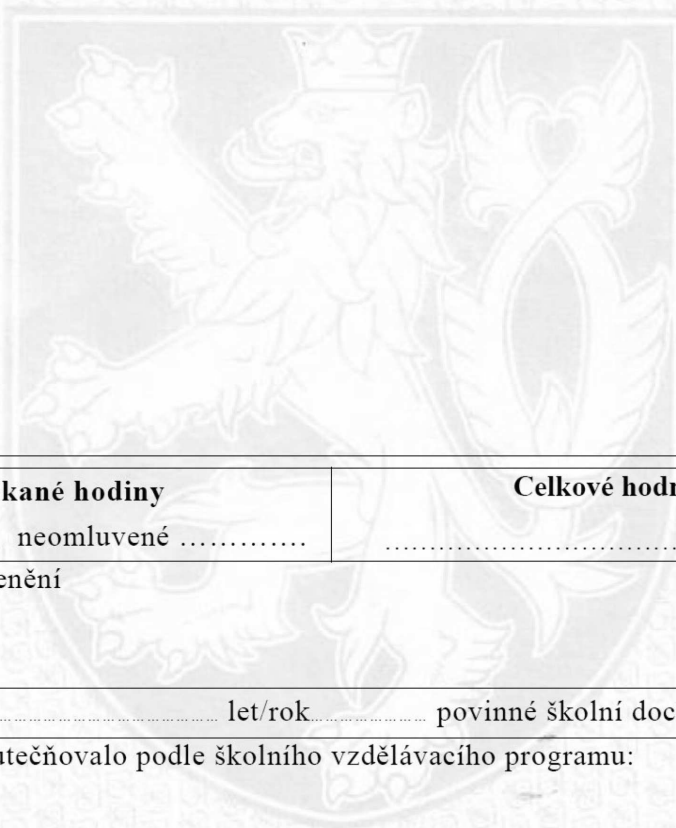 kané hodiny
Celkové hodn
neomluvené ………….
......................................
enění
........................................ let/rok..................... povinné školní doc
utečňovalo podle školního vzdělávacího programu: